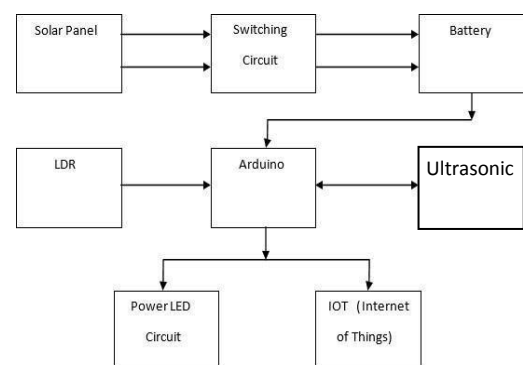 Solar Panel
Switching
Circuit
Battery
LDR
Arduino
Ultrasonic
Power LED
Circuit
IOT (Internet
of Things)